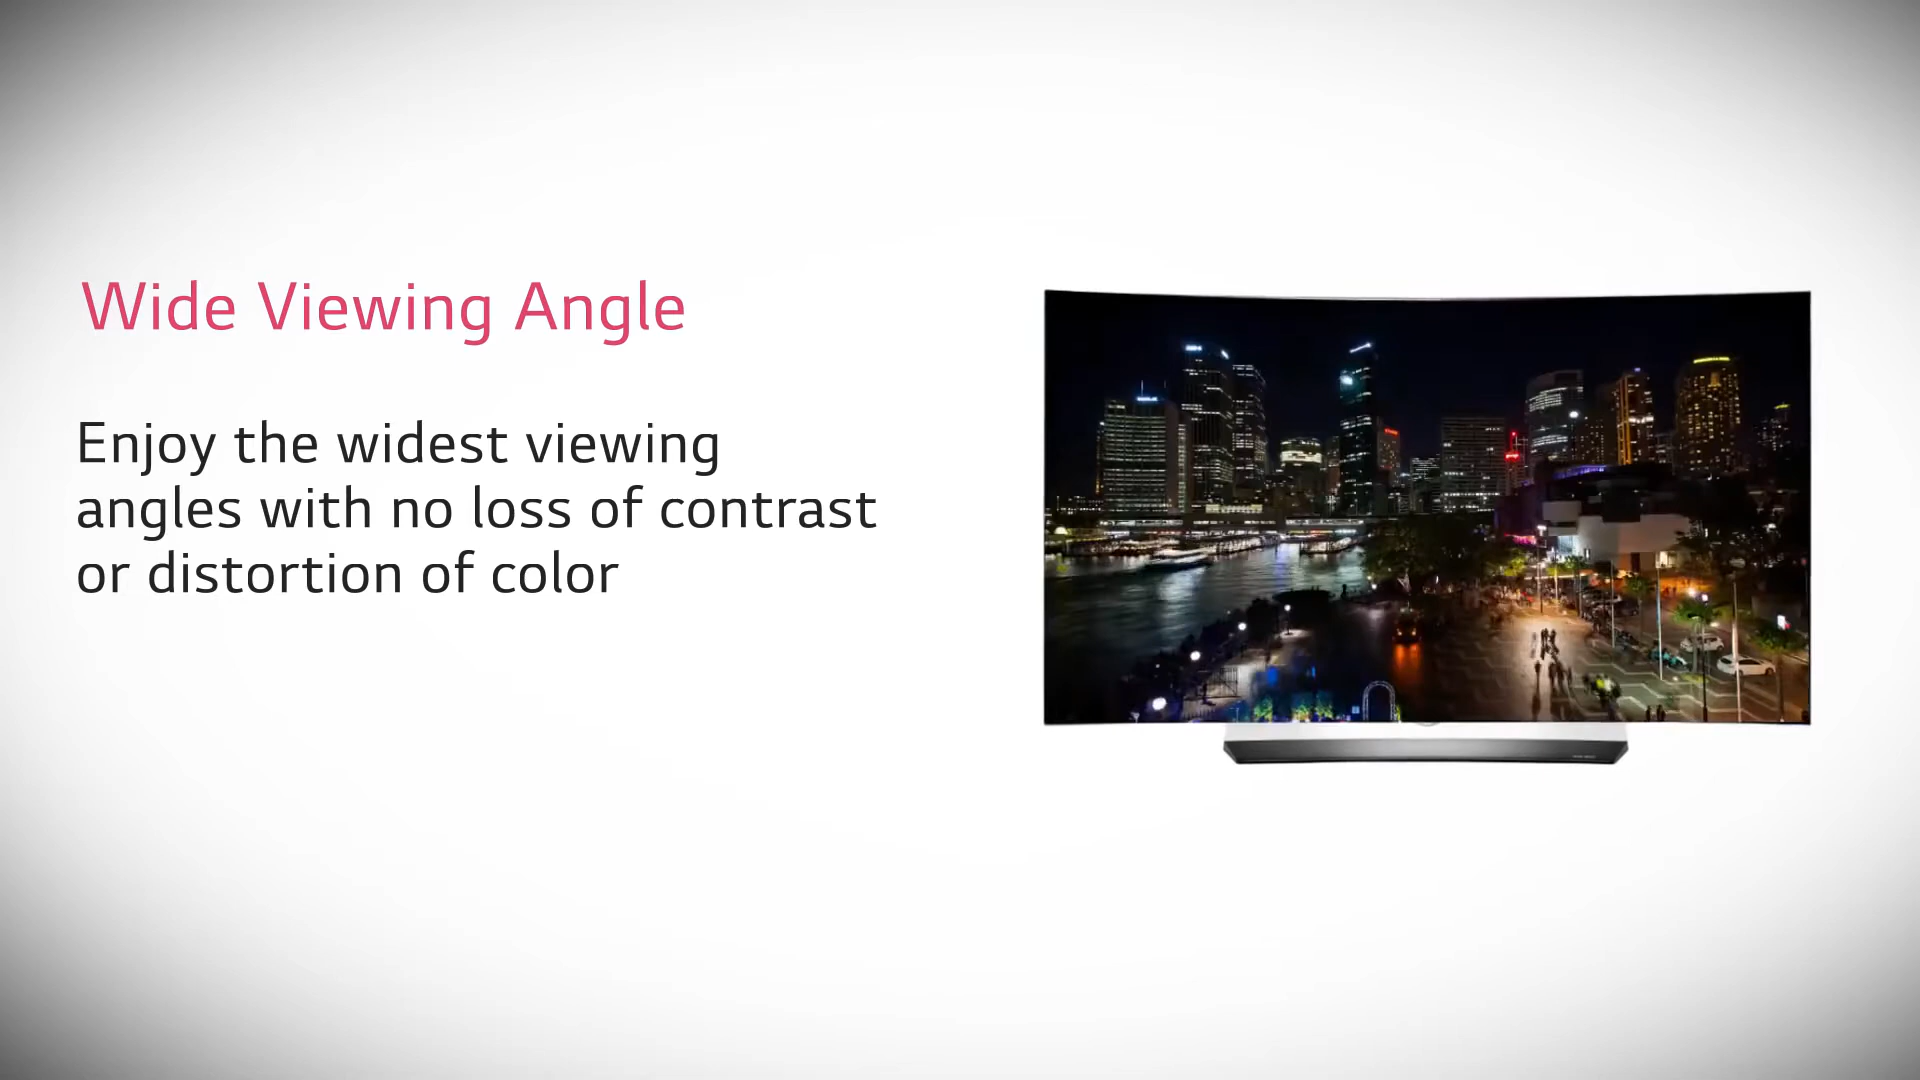 Wide Viewing Angle
Enjoy the widest viewing
angles with no loss of contrast
or distortion of color